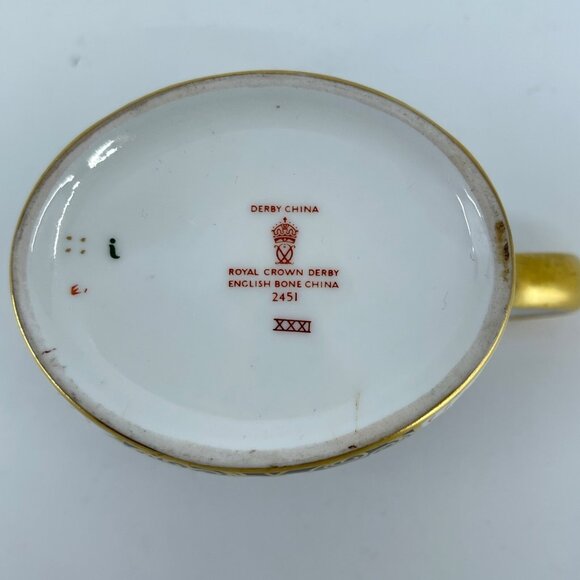 DERBY CHINA
ROYAL CROWN DERBY
ENGLISH BONE CHINA
2451
XXXI
i
E.